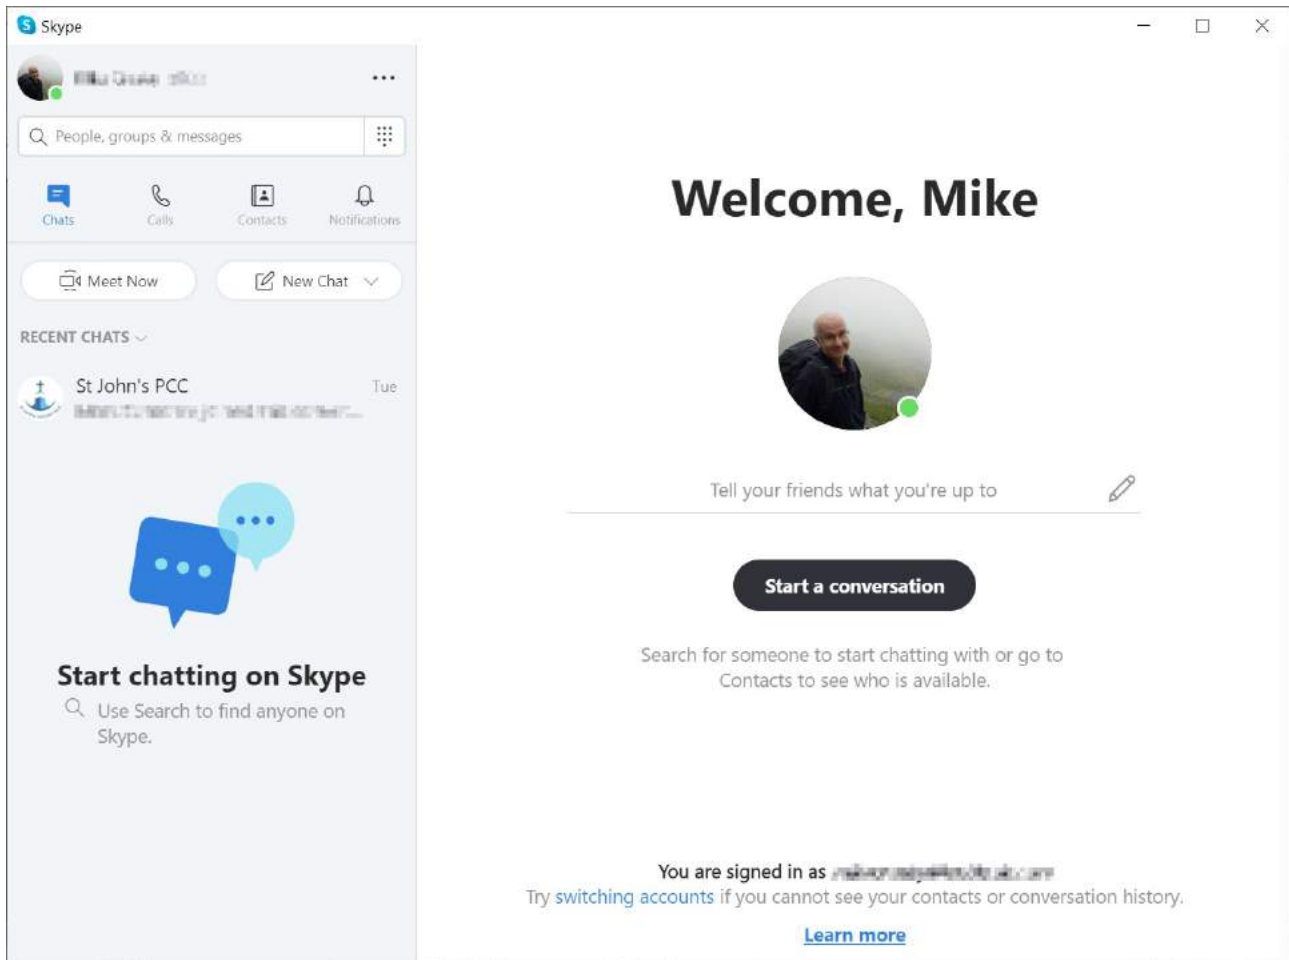 Skype
People, groups & messages
Chats
Calls
Contacts
Notifications
Meet Now
New Chat
RECENT CHATS
St John's PCC
Tue
Start chatting on Skype
Use Search to find anyone on
Skype.
Welcome, Mike
Tell your friends what you're up to
Start a conversation
Search for someone to start chatting with or go to
Contacts to see who is available.
You are signed in as
Try switching accounts if you cannot see your contacts or conversation history.
Learn more